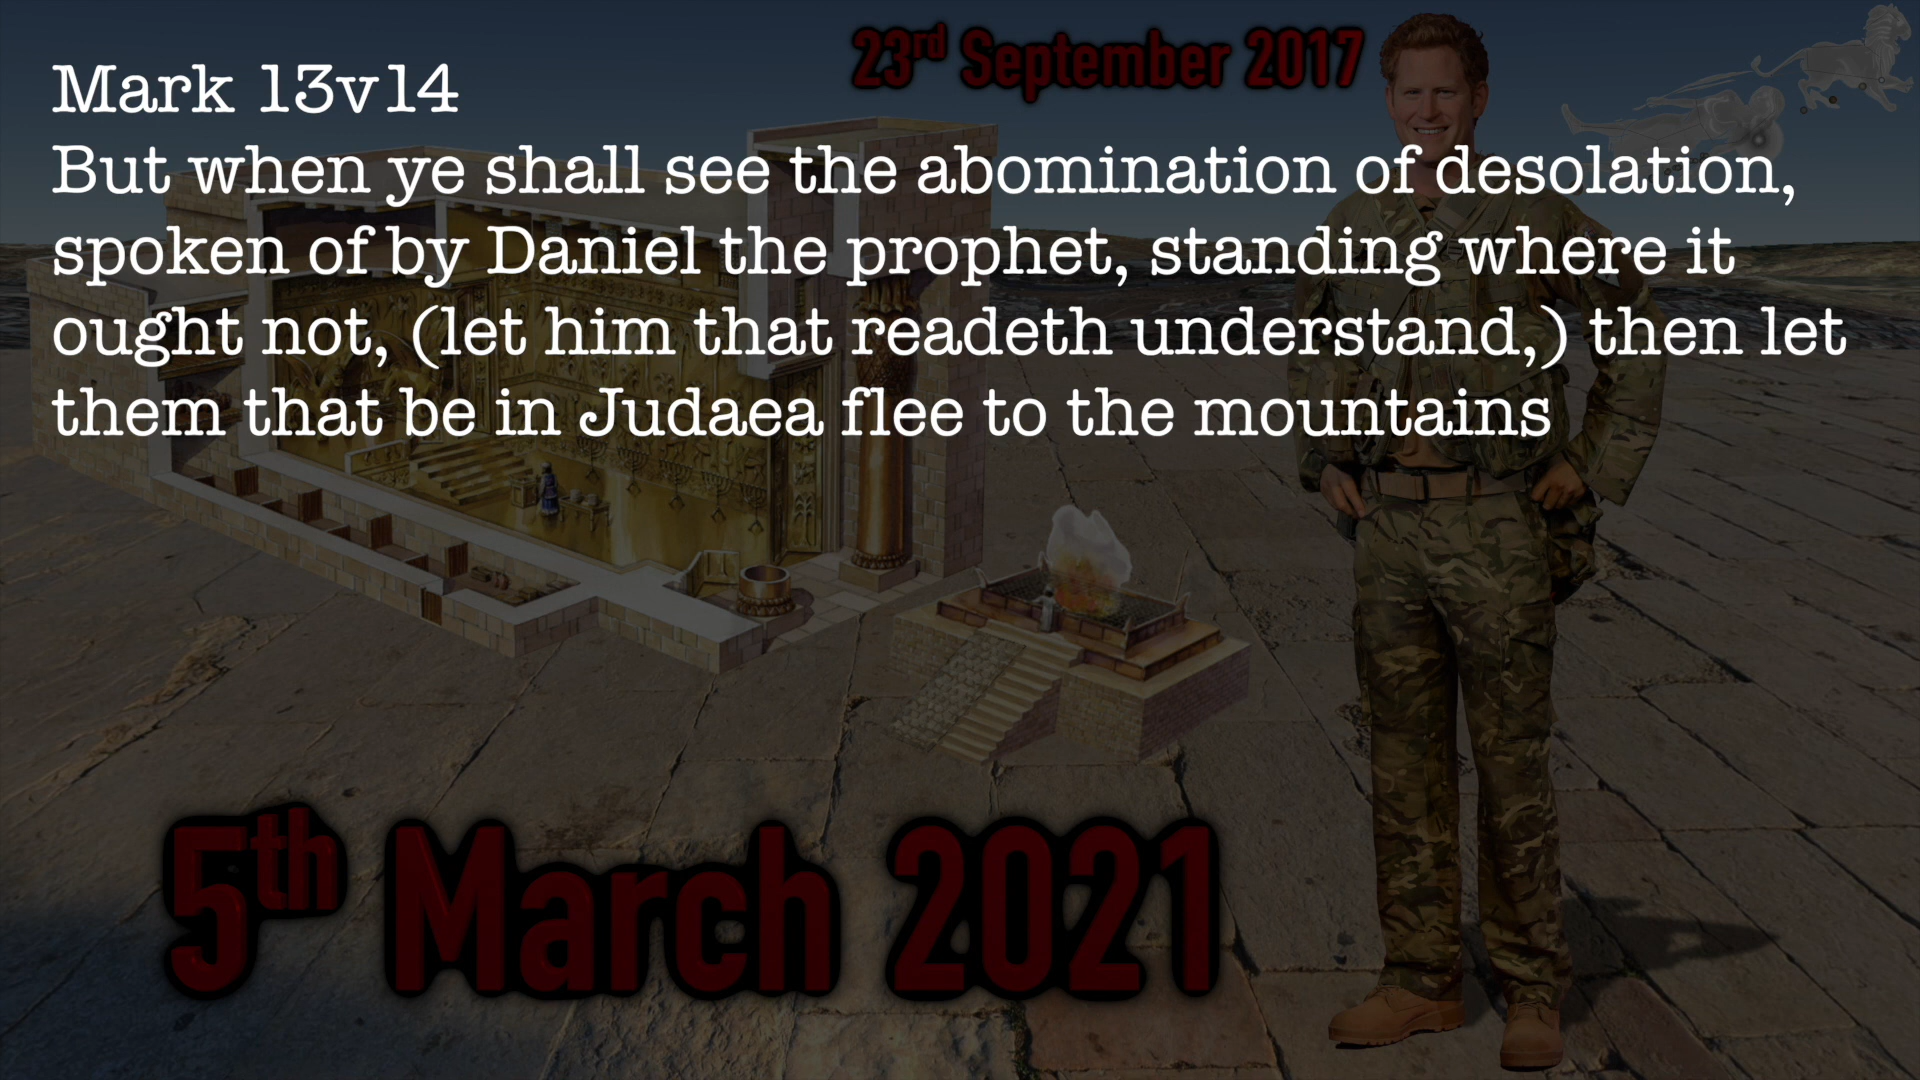 23rd September 2017
Mark 13v14
But when ye shall see the abomination of desolation,
spoken of by Daniel the prophet, standing where it
ought not, (let him that readeth understand,) then let
them that be in Judaea flee to the mountains
5th March 2021